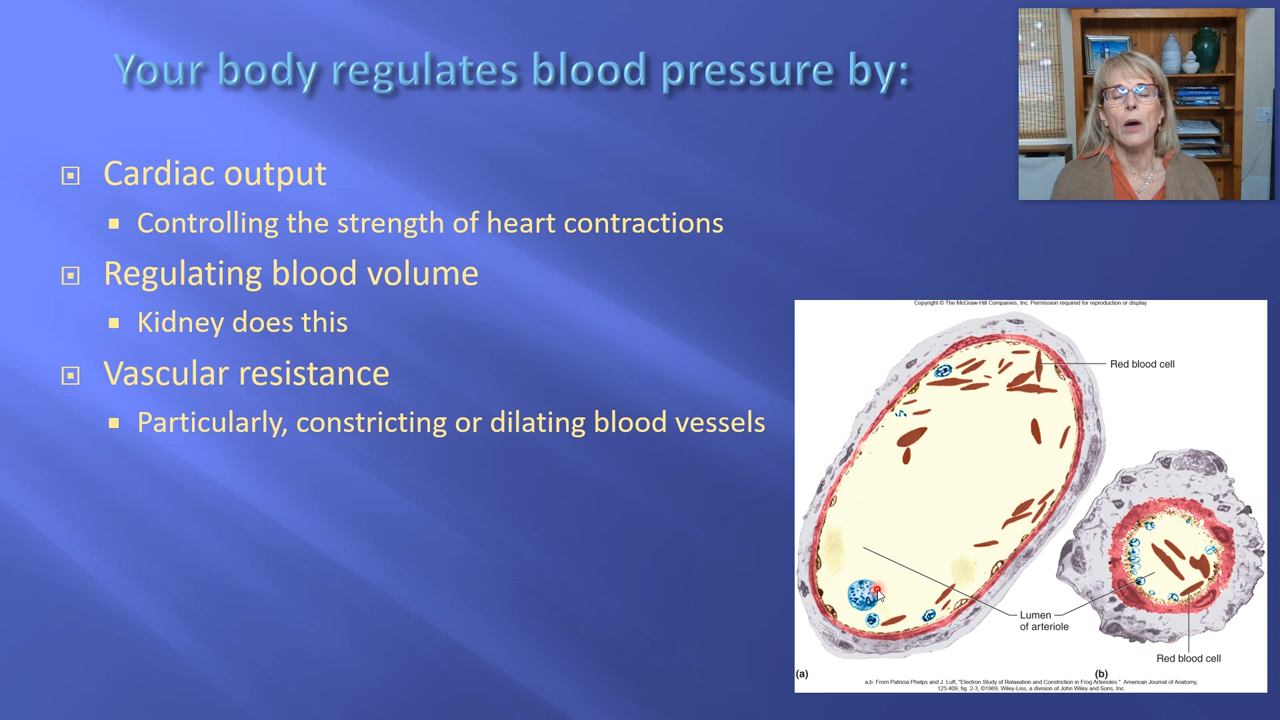 Your body regulates blood pressure by:
Cardiac output
Controlling the strength of heart contractions
Regulating blood volume
Kidney does this
Vascular resistance
Particularly, constricting or dilating blood vessels
Copyright © The McGraw-Hill Companies, Inc. Permission required for reproduction or display
Red blood cell
Lumen
of arteriole
Red blood cell
(a)
(b)
a,b: From Patricia Phelps and J. Luft, "Electron Study of Relaxation and Constriction in Frog Arterioles." American Journal of Anatomy,
125:409, fig. 2-3, ©1969, Wiley-Liss, a division of John Wiley and Sons, Inc.